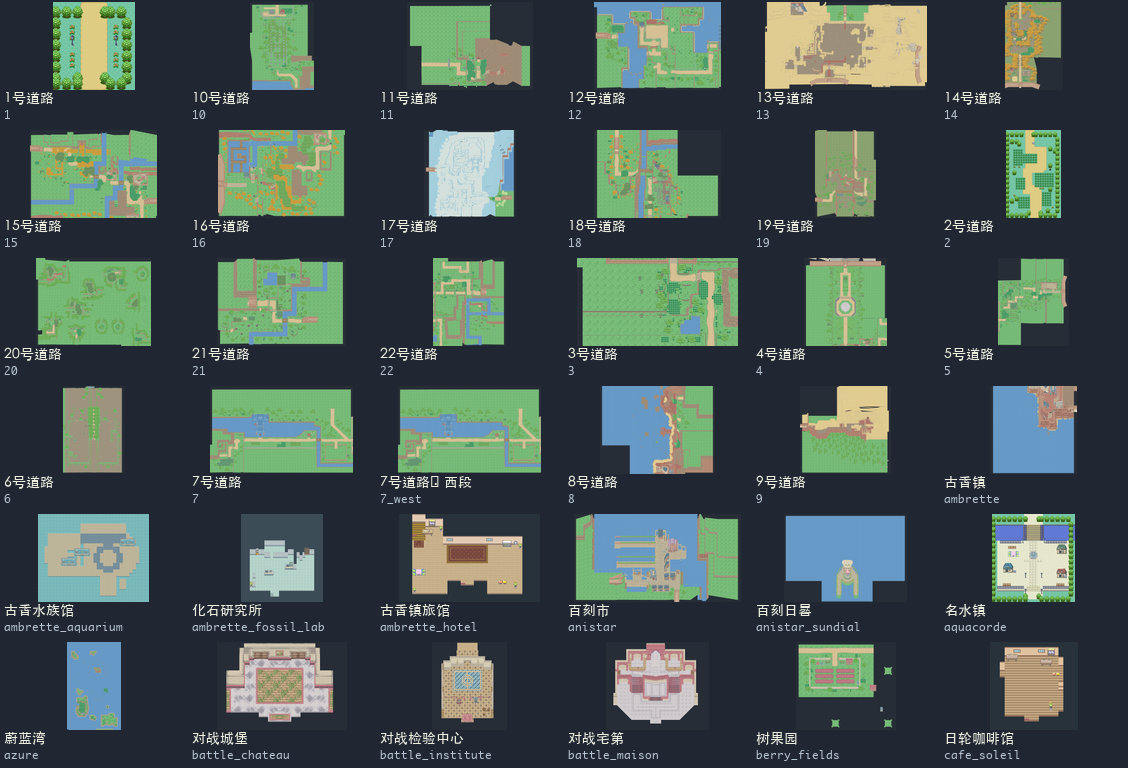 1号道路
1
10号道路
10
11号道路
11
12号道路
12
13号道路
13
14号道路
14
15号道路
15
16号道路
16
17号道路
17
18号道路
18
19号道路
19
2号道路
2
20号道路
20
21号道路
21
22号道路
22
3号道路
3
4号道路
4
5号道路
5
6号道路
6
7号道路
7
7号道路 西段
7_west
8号道路
8
9号道路
9
古香镇
ambrette
古香水族馆
ambrette_aquarium
化石研究所
ambrette_fossil_lab
古香镇旅馆
ambrette_hotel
百刻市
anistar
百刻日晷
anistar_sundial
名水镇
aquacorde
蔚蓝湾
azure
对战城堡
battle_chateau
对战检验中心
battle_institute
对战宅第
battle_maison
树果园
berry_fields
日轮咖啡馆
cafe_soleil